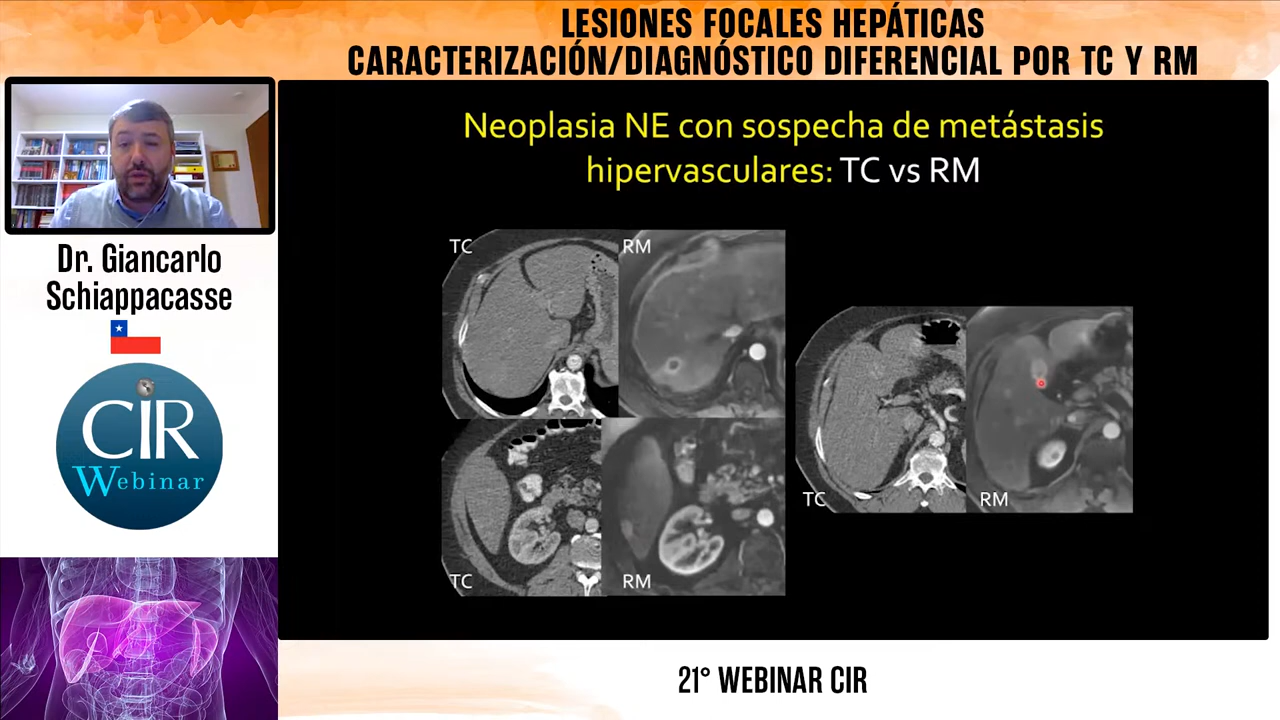 LESIONES FOCALES HEPÁTICAS
CARACTERIZACIÓN/DIAGNÓSTICO DIFERENCIAL POR TC Y RM
Neoplasia NE con sospecha de metástasis
hipervasculares: TC vs RM
TC
RM
TC
RM
TC
RM
Dr. Giancarlo
Schiappacasse
CIR
Webinar
21° WEBINAR CIR